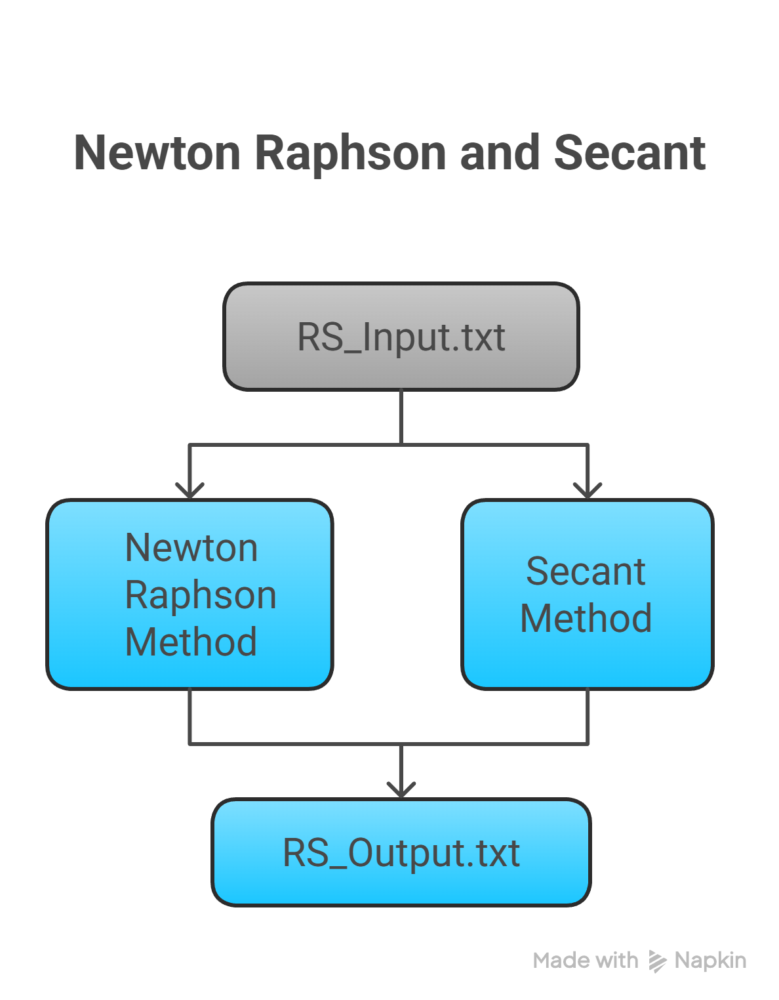 Newton Raphson and Secant
RS_Input.txt
Newton
Raphson
Method
Secant
Method
RS_Output.txt
Made with Napkin